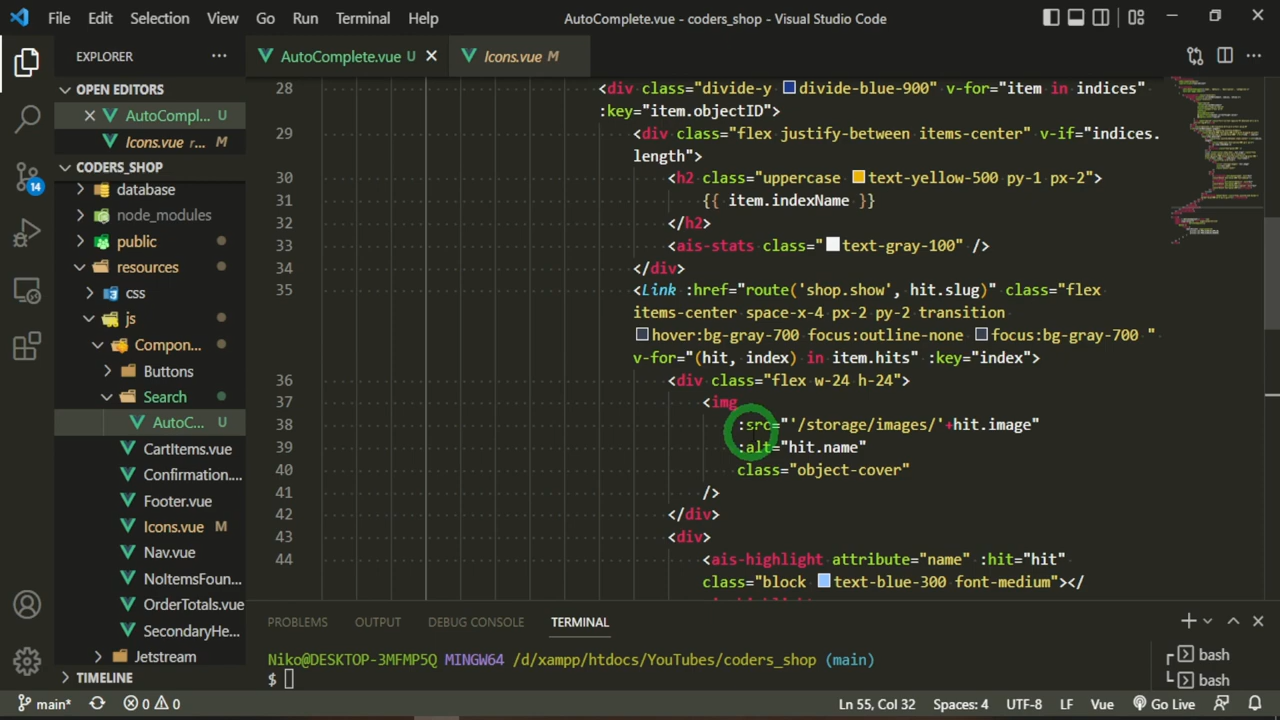 File Edit Selection View Go Run Terminal Help AutoComplete.vue - coders_shop - Visual Studio Code
EXPLORER
OPEN EDITORS
AutoCompl... U
Icons.vue r... M
CODERS_SHOP
database
node_modules
public
resources
css
js
Compon...
Buttons
Search
AutoC... U
CartItems.vue
Confirmation....
Footer.vue
Icons.vue M
Nav.vue
NoItemsFoun...
OrderTotals.vue
SecondaryHe...
Jetstream
TIMELINE
14
AutoComplete.vue U
Icons.vue M
28 <div class="divide-y divide-blue-900" v-for="item in indices"
:key="item.objectID">
29 <div class="flex justify-between items-center" v-if="indices.
length">
30 <h2 class="uppercase text-yellow-500 py-1 px-2">
31 {{ item.indexName }}
32 </h2>
33 <ais-stats class="text-gray-100" />
34 </div>
35 <Link :href="route('shop.show', hit.slug)" class="flex
items-center space-x-4 px-2 py-2 transition
hover:bg-gray-700 focus:outline-none focus:bg-gray-700 "
v-for="(hit, index) in item.hits" :key="index">
36 <div class="flex w-24 h-24">
37 <img
38 :src="'/storage/images/'+hit.image"
39 :alt="hit.name"
40 class="object-cover"
41 />
42 </div>
43 <div>
44 <ais-highlight attribute="name" :hit="hit"
class="block text-blue-300 font-medium"></
PROBLEMS OUTPUT DEBUG CONSOLE TERMINAL
Niko@DESKTOP-3MFMP5Q MINGW64 /d/xampp/htdocs/YouTubes/coders_shop (main)
$
bash
bash
main* 0 0 Ln 55, Col 32 Spaces: 4 UTF-8 LF Vue Go Live